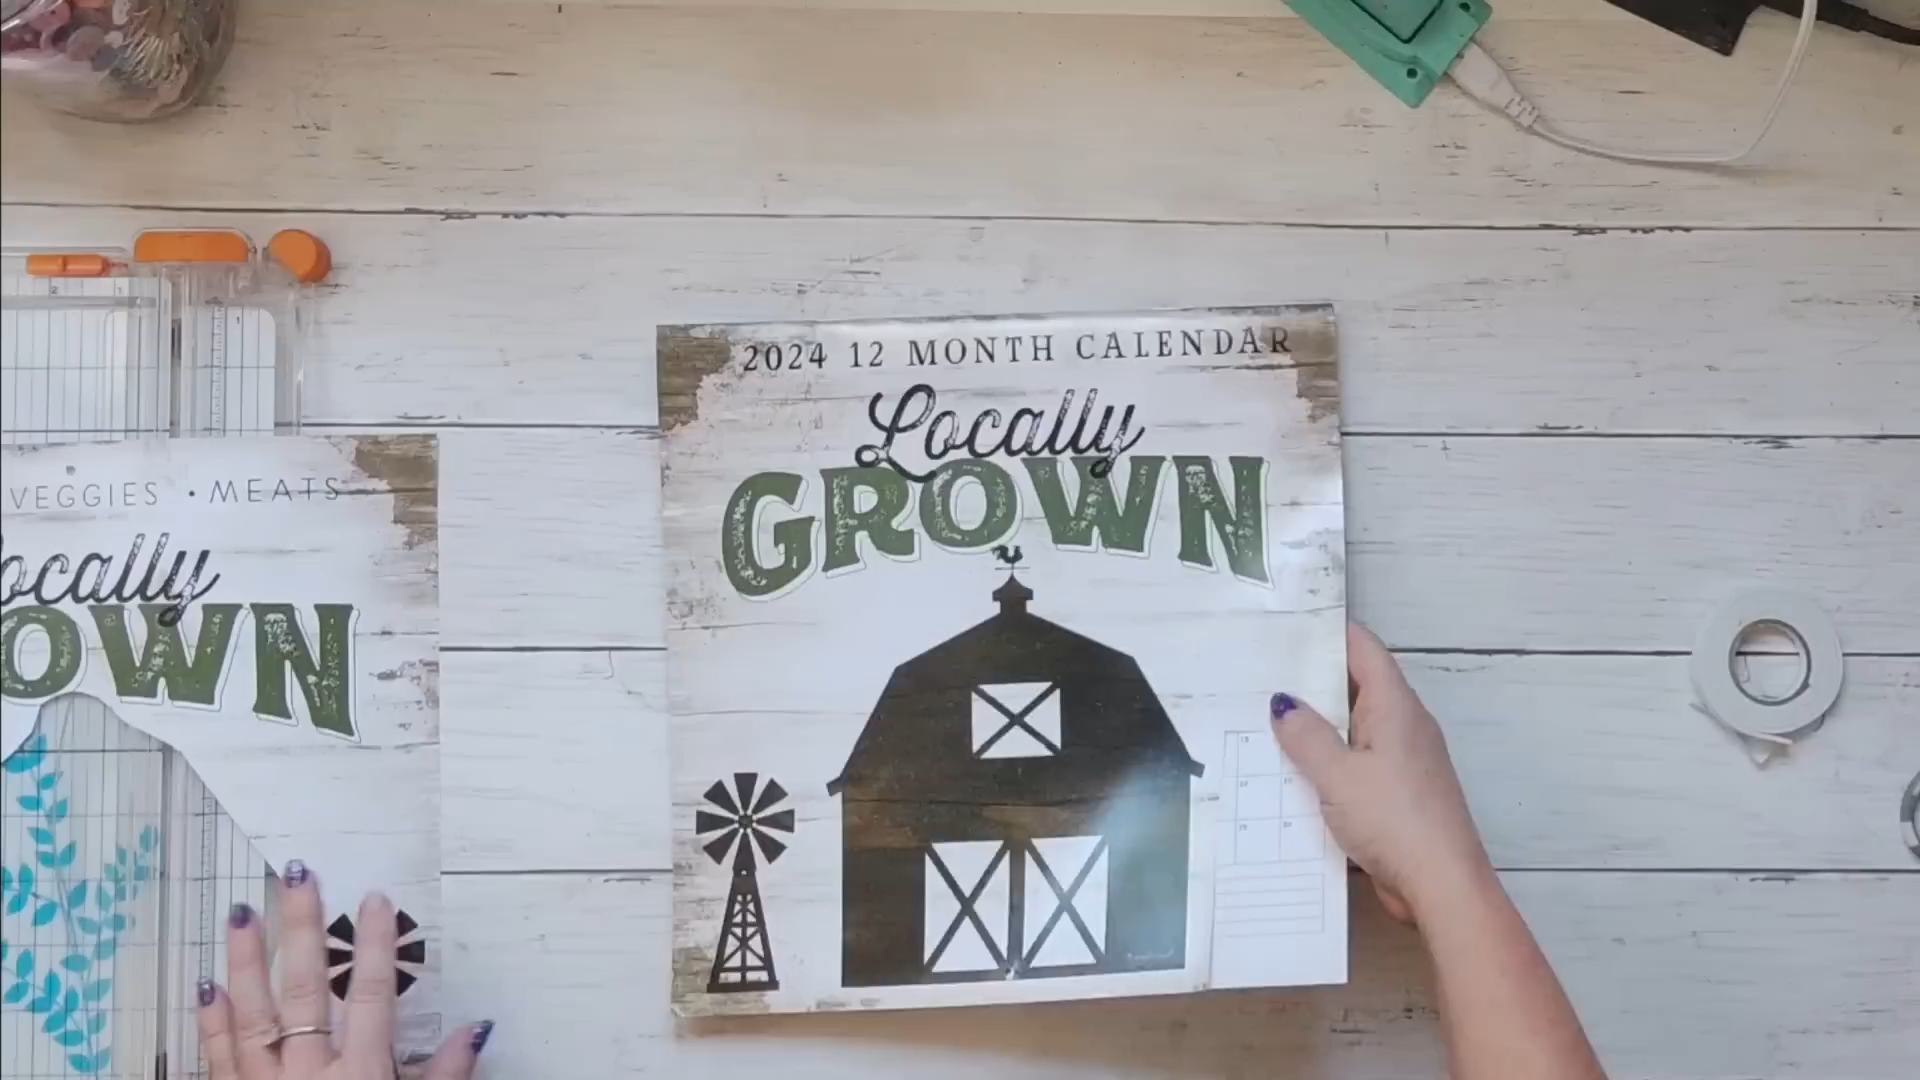 2024 12 MONTH CALENDAR
Locally
GROWN
VEGGIES • MEATS
ocally
OWN